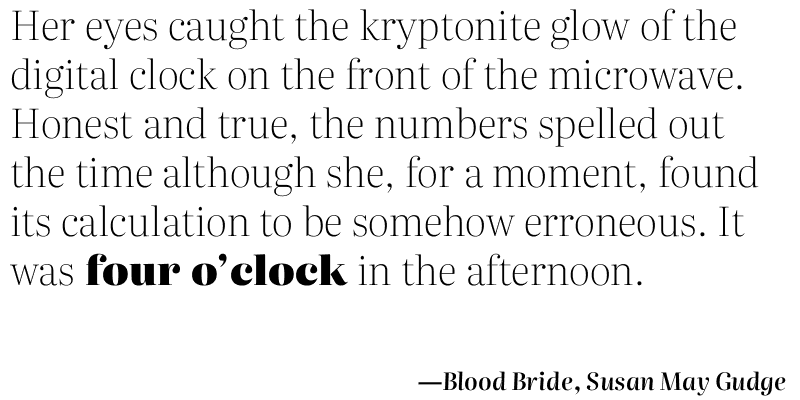 Her eyes caught the kryptonite glow of the
digital clock on the front of the microwave.
Honest and true, the numbers spelled out
the time although she, for a moment, found
its calculation to be somehow erroneous. It
was four o’clock in the afternoon.
—Blood Bride, Susan May Gudge